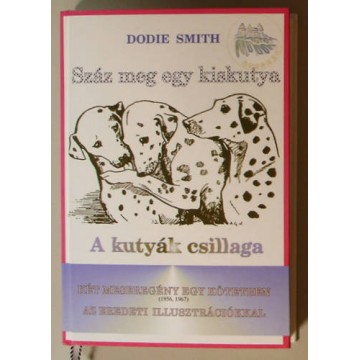 DODIE SMITH
Száz meg egy kiskutya
A kutyák csillaga
KÉT MESEREGÉNY EGY KÖTETBEN
(1956, 1967)
AZ EREDETI ILLUSZTRÁCIÓKKAL